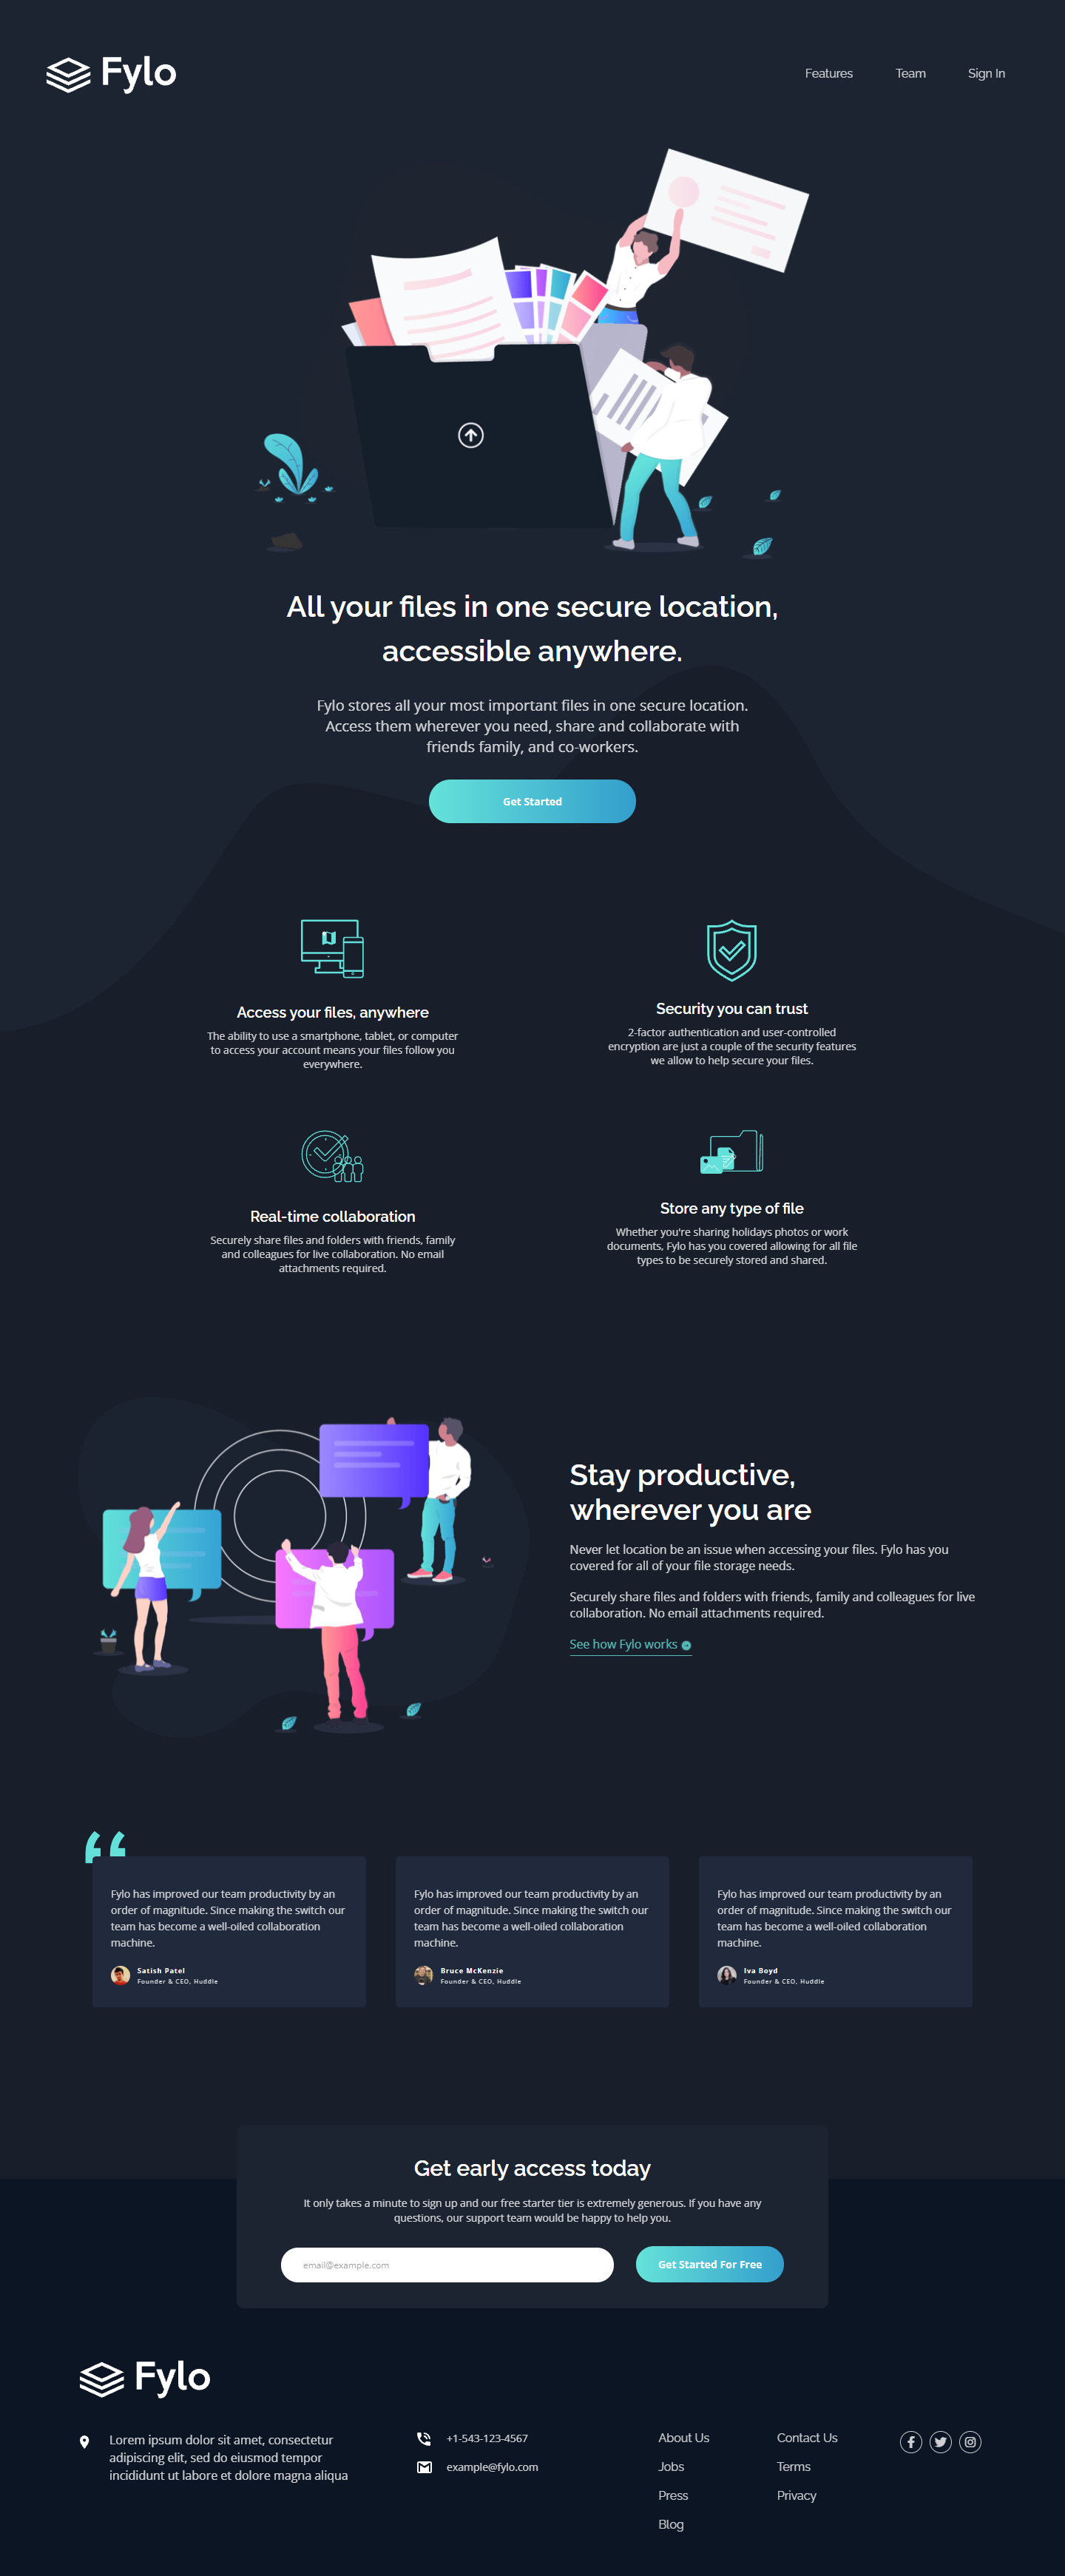 Fylo
Features
Team
Sign In
All your files in one secure location,
accessible anywhere.
Fylo stores all your most important files in one secure location.
Access them wherever you need, share and collaborate with
friends family, and co-workers.
Get Started
Access your files, anywhere
The ability to use a smartphone, tablet, or computer
to access your account means your files follow you
everywhere.
Security you can trust
2-factor authentication and user-controlled
encryption are just a couple of the security features
we allow to help secure your files.
Real-time collaboration
Securely share files and folders with friends, family
and colleagues for live collaboration. No email
attachments required.
Store any type of file
Whether you're sharing holidays photos or work
documents, Fylo has you covered allowing for all file
types to be securely stored and shared.
Stay productive,
wherever you are
Never let location be an issue when accessing your files. Fylo has you
covered for all of your file storage needs.
Securely share files and folders with friends, family and colleagues for live
collaboration. No email attachments required.
See how Fylo works
Fylo has improved our team productivity by an
order of magnitude. Since making the switch our
team has become a well-oiled collaboration
machine.
Satish Patel
Founder & CEO, Huddle
Fylo has improved our team productivity by an
order of magnitude. Since making the switch our
team has become a well-oiled collaboration
machine.
Bruce McKenzie
Founder & CEO, Huddle
Fylo has improved our team productivity by an
order of magnitude. Since making the switch our
team has become a well-oiled collaboration
machine.
Iva Boyd
Founder & CEO, Huddle
Get early access today
It only takes a minute to sign up and our free starter tier is extremely generous. If you have any
questions, our support team would be happy to help you.
email@example.com
Get Started For Free
Fylo
Lorem ipsum dolor sit amet, consectetur
adipiscing elit, sed do eiusmod tempor
incididunt ut labore et dolore magna aliqua
+1-543-123-4567
example@fylo.com
About Us
Jobs
Press
Blog
Contact Us
Terms
Privacy